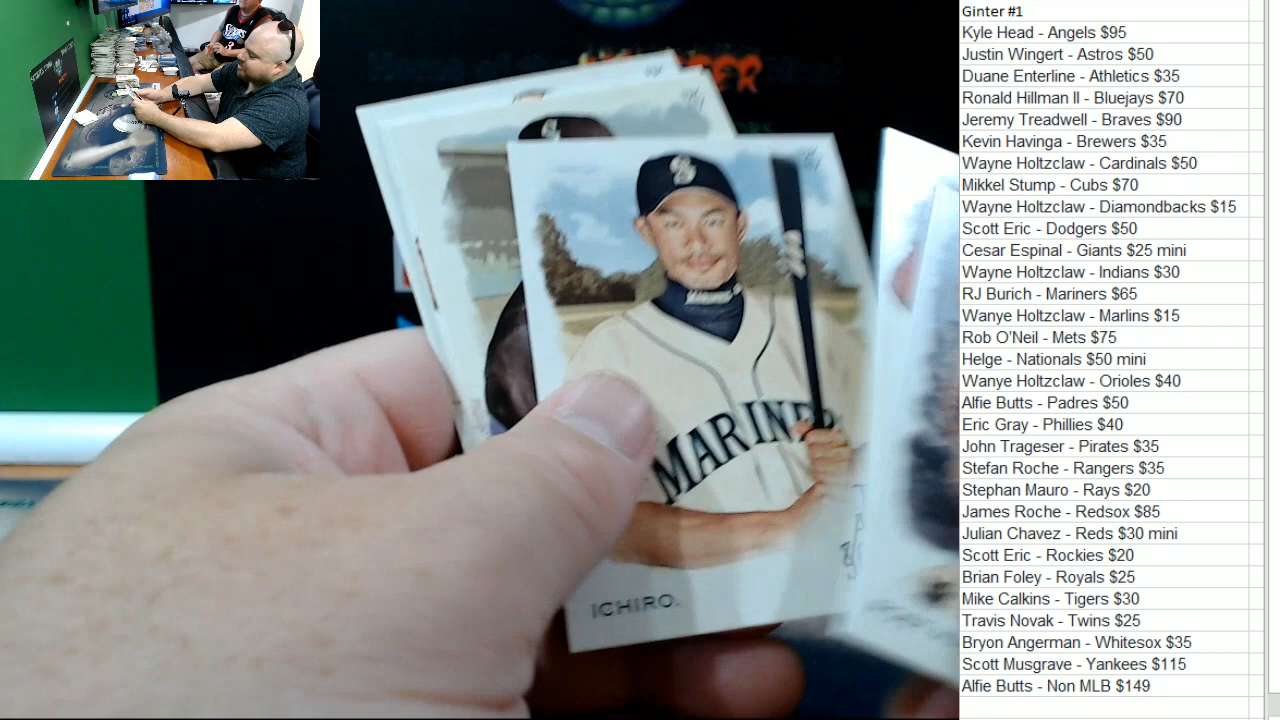 Ginter #1
Kyle Head - Angels $95
Justin Wingert - Astros $50
Duane Enterline - Athletics $35
Ronald Hillman II - Bluejays $70
Jeremy Treadwell - Braves $90
Kevin Havinga - Brewers $35
Wayne Holtzclaw - Cardinals $50
Mikkel Stump - Cubs $70
Wayne Holtzclaw - Diamondbacks $15
Scott Eric - Dodgers $50
Cesar Espinal - Giants $25 mini
Wayne Holtzclaw - Indians $30
RJ Burich - Mariners $65
Wanye Holtzclaw - Marlins $15
Rob O'Neil - Mets $75
Helge - Nationals $50 mini
Wanye Holtzclaw - Orioles $40
Alfie Butts - Padres $50
Eric Gray - Phillies $40
John Trageser - Pirates $35
Stefan Roche - Rangers $35
Stephan Mauro - Rays $20
James Roche - Redsox $85
Julian Chavez - Reds $30 mini
Scott Eric - Rockies $20
Brian Foley - Royals $25
Mike Calkins - Tigers $30
Travis Novak - Twins $25
Bryon Angerman - Whitesox $35
Scott Musgrave - Yankees $115
Alfie Butts - Non MLB $149
S
MARINER
ICHIRO.